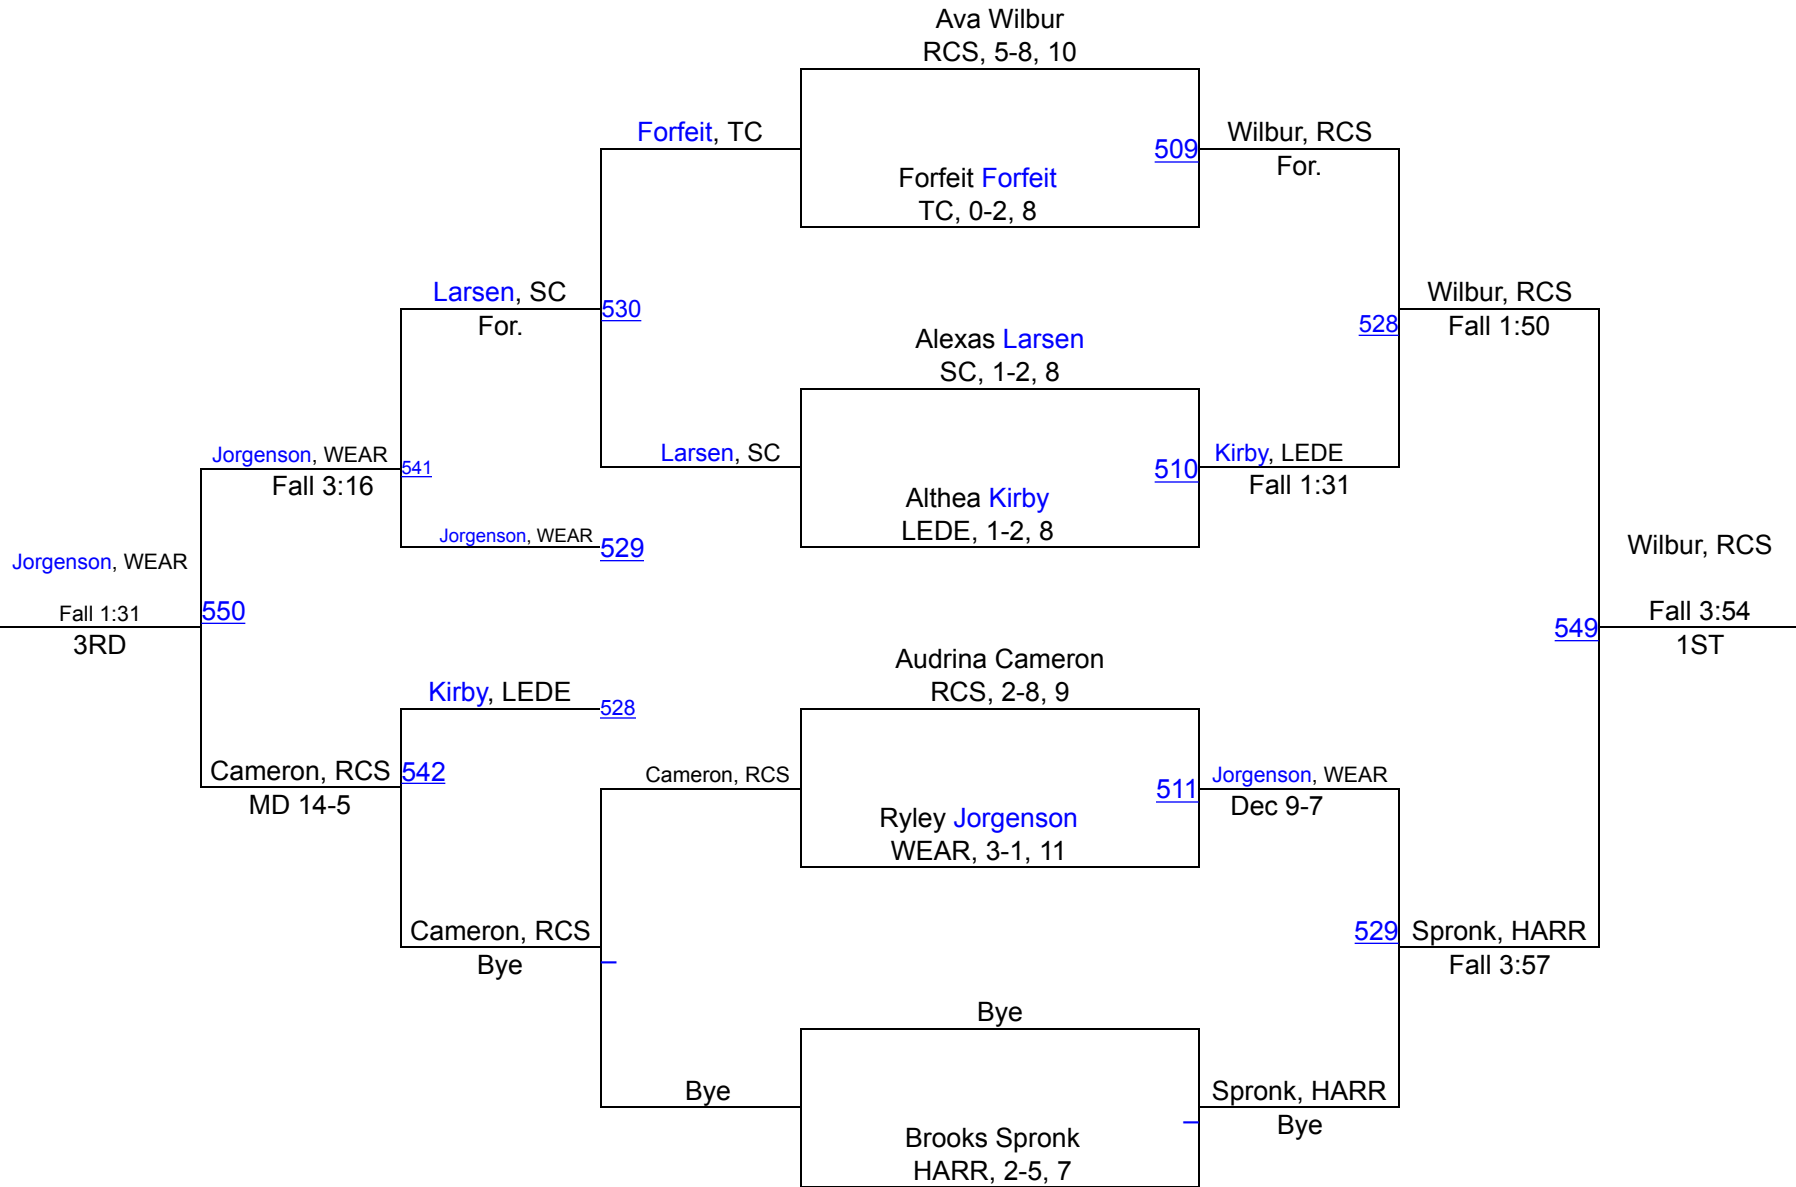 Ava Wilbur
RCS, 5-8, 10
Forfeit, TC
509
Wilbur, RCS
For.
Forfeit Forfeit
TC, 0-2, 8
Larsen, SC
For.
530
Alexas Larsen
SC, 1-2, 8
528
Wilbur, RCS
Fall 1:50
Jorgenson, WEAR
Fall 3:16
541
Larsen, SC
510
Kirby, LEDE
Fall 1:31
Althea Kirby
LEDE, 1-2, 8
Jorgenson, WEAR
529
Jorgenson, WEAR
Fall 1:31
3RD
550
Wilbur, RCS
Fall 3:54
1ST
549
Audrina Cameron
RCS, 2-8, 9
Kirby, LEDE
528
Cameron, RCS
MD 14-5
542
Cameron, RCS
511
Jorgenson, WEAR
Dec 9-7
Ryley Jorgenson
WEAR, 3-1, 11
Cameron, RCS
Bye
529
Spronk, HARR
Fall 3:57
Bye
Bye
Spronk, HARR
Bye
Brooks Spronk
HARR, 2-5, 7